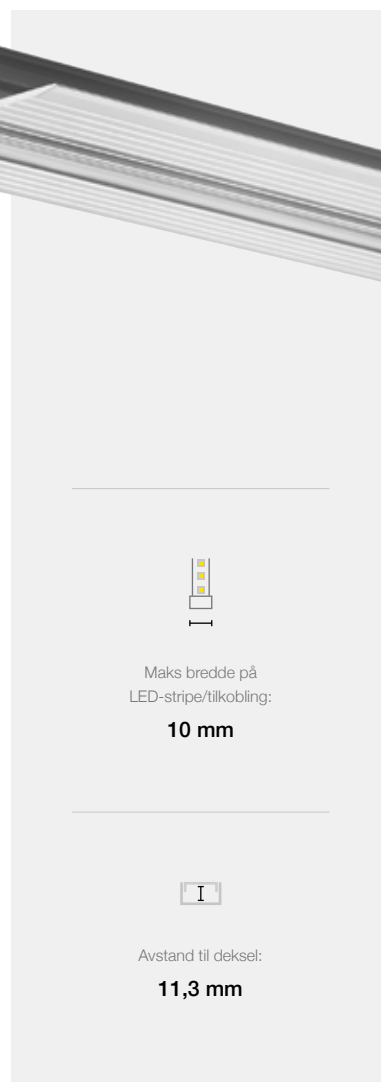 Maks bredde på
LED-stripe/tilkobling:
10 mm
Avstand til deksel:
11,3 mm